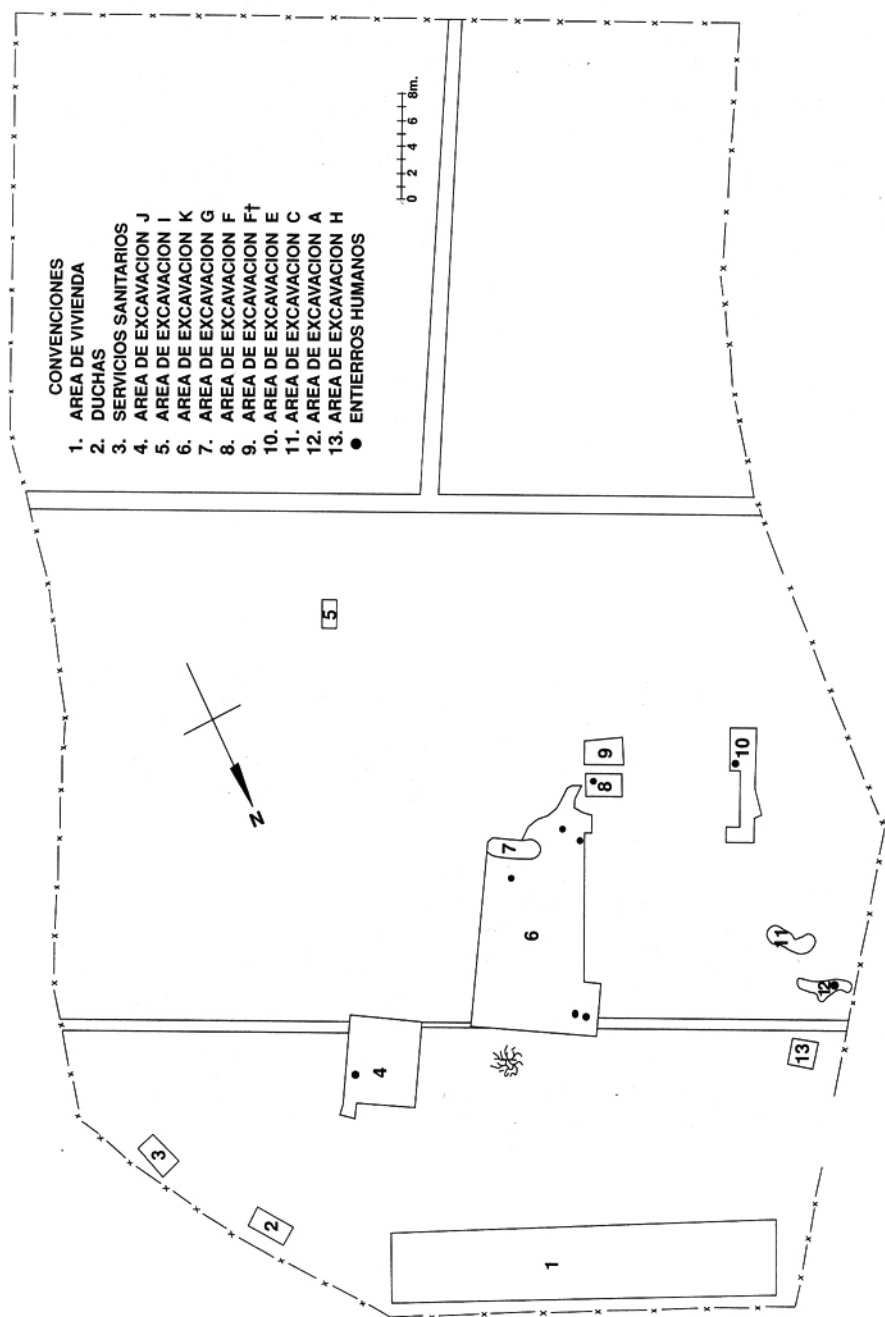 CONVENCIONES
1. AREA DE VIVIENDA
2. DUCHAS
3. SERVICIOS SANITARIOS
4. AREA DE EXCAVACION J
5. AREA DE EXCAVACION I
6. AREA DE EXCAVACION K
7. AREA DE EXCAVACION G
8. AREA DE EXCAVACION F
9. AREA DE EXCAVACION F†
10. AREA DE EXCAVACION E
11. AREA DE EXCAVACION C
12. AREA DE EXCAVACION A
13. AREA DE EXCAVACION H
● ENTIERROS HUMANOS
0 2 4 6 8m.
N
5
10
9
8
7
6
11
12
13
4
3
2
1